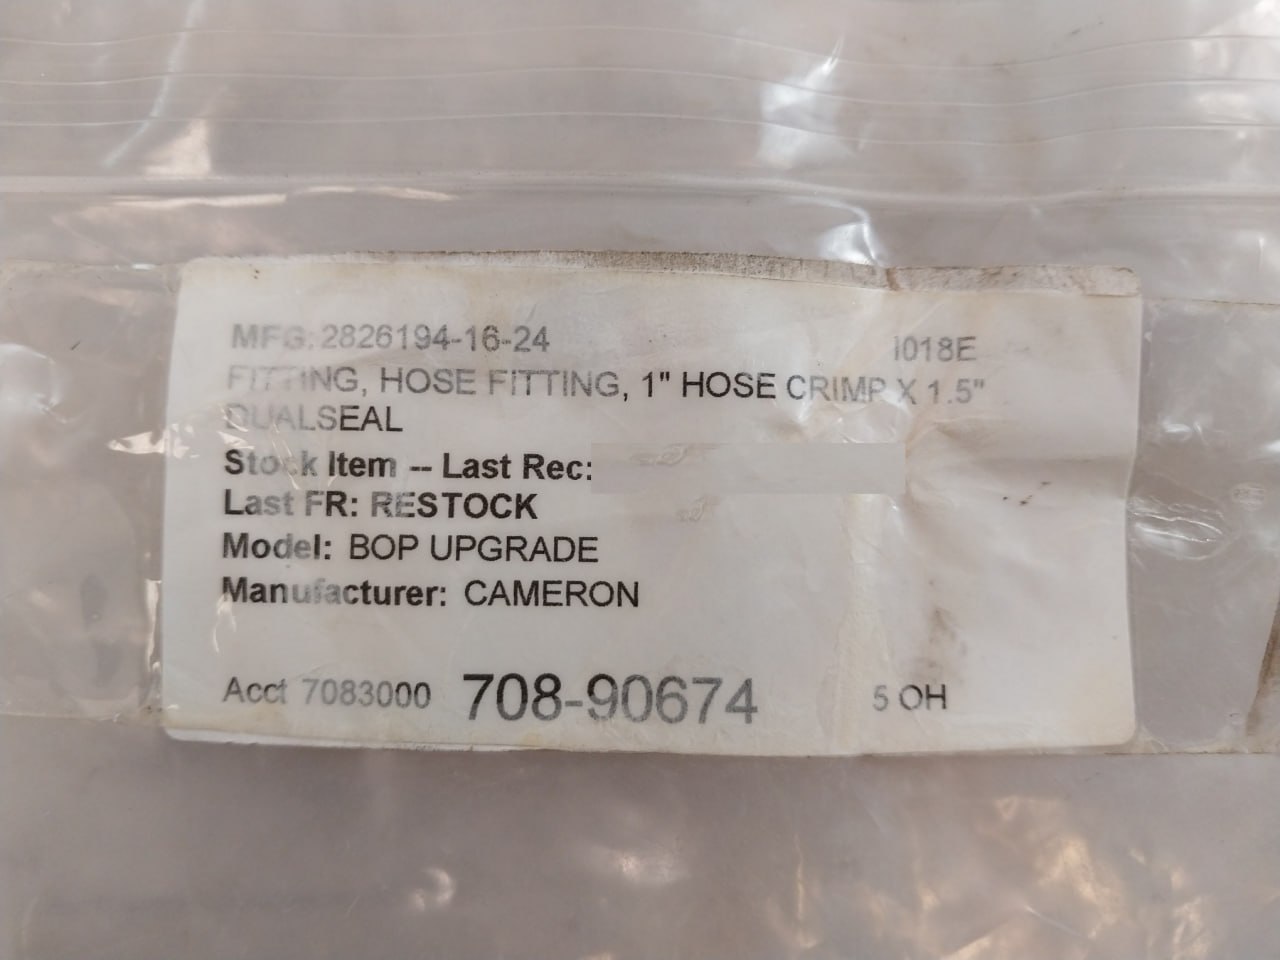 MFG: 2826194-16-24 I018E
FITTING, HOSE FITTING, 1" HOSE CRIMP X 1.5"
DUALSEAL
Stock Item -- Last Rec:
Last FR: RESTOCK
Model: BOP UPGRADE
Manufacturer: CAMERON
Acct 7083000 708-90674 5 OH